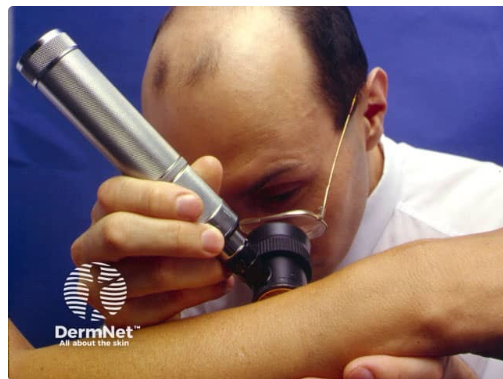 DermNet™
All about the skin